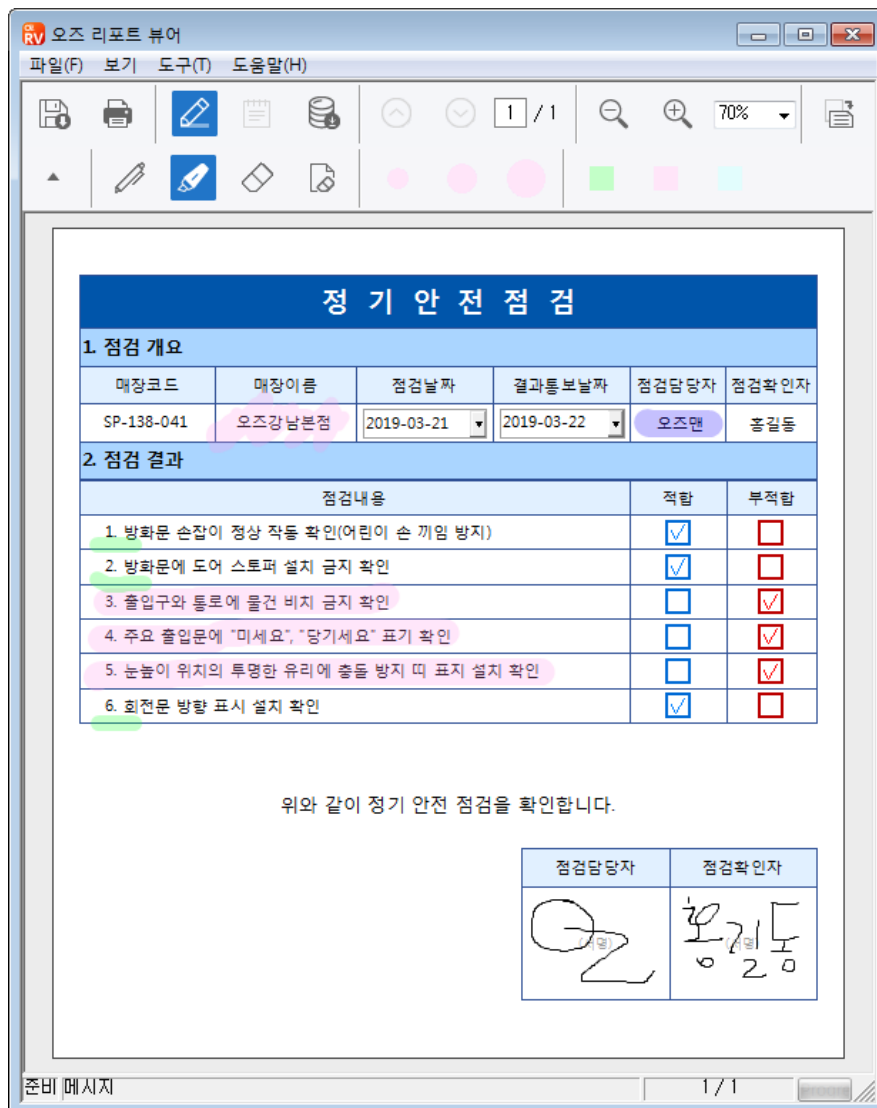 오즈 리포트 뷰어
파일(F) 보기 도구(T) 도움말(H)
1 / 1 70%
정 기 안 전 점 검
1. 점검 개요
매장코드 매장이름 점검날짜 결과통보날짜 점검담당자 점검확인자
SP-138-041 오즈강남본점 2019-03-21 2019-03-22 오즈맨 홍길동
2. 점검 결과
점검내용 적합 부적합
1. 방화문 손잡이 정상 작동 확인(어린이 손 끼임 방지)
2. 방화문에 도어 스토퍼 설치 금지 확인
3. 출입구와 통로에 물건 비치 금지 확인
4. 주요 출입문에 "미세요", "당기세요" 표기 확인
5. 눈높이 위치의 투명한 유리에 충돌 방지 띠 표지 설치 확인
6. 회전문 방향 표시 설치 확인
위와 같이 정기 안전 점검을 확인합니다.
점검담당자 점검확인자
OZ 홍길동
(서명) (서명)
준비 메시지 1 / 1